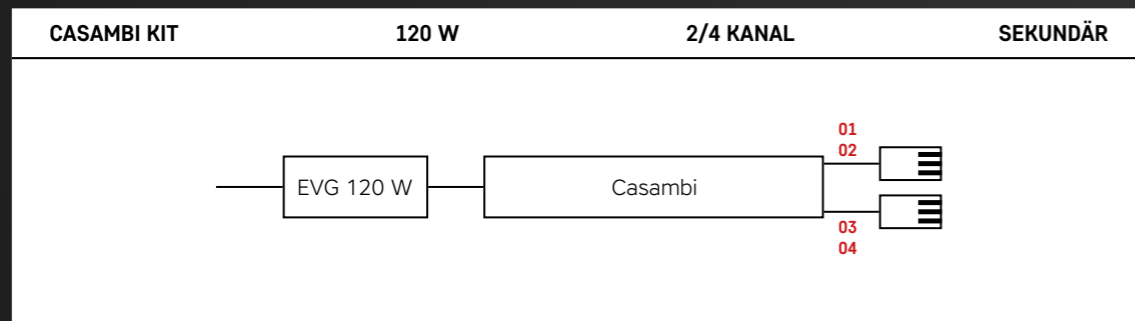 CASAMBI KIT 120 W 2/4 KANAL SEKUNDÄR
01
02
EVG 120 W Casambi
03
04